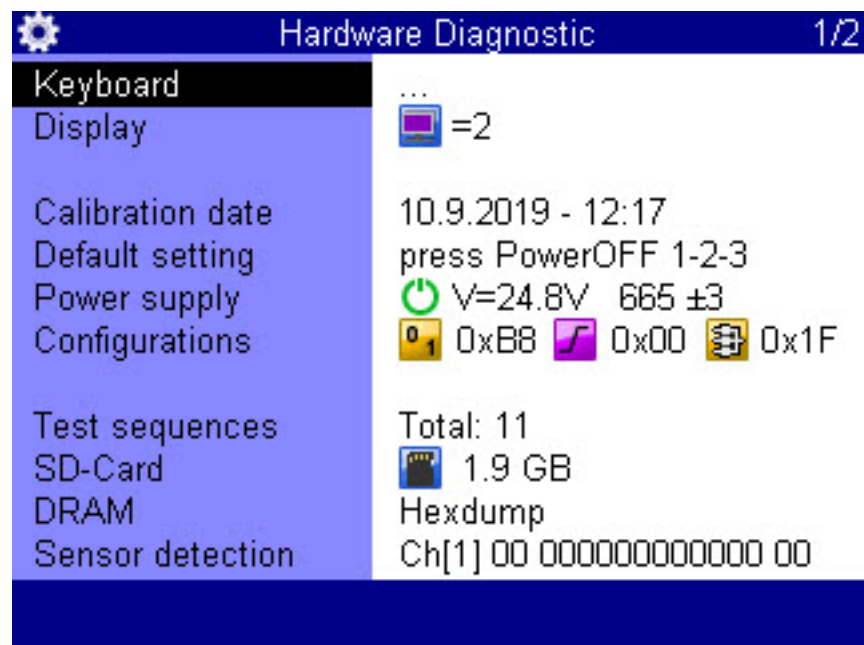 Hardware Diagnostic 1/2
Keyboard ...
Display =2
Calibration date 10.9.2019 - 12:17
Default setting press PowerOFF 1-2-3
Power supply V=24.8V 665 ±3
Configurations 0 1 0xB8 0x00 0x1F
Test sequences Total: 11
SD-Card 1.9 GB
DRAM Hexdump
Sensor detection Ch[1] 00 000000000000 00